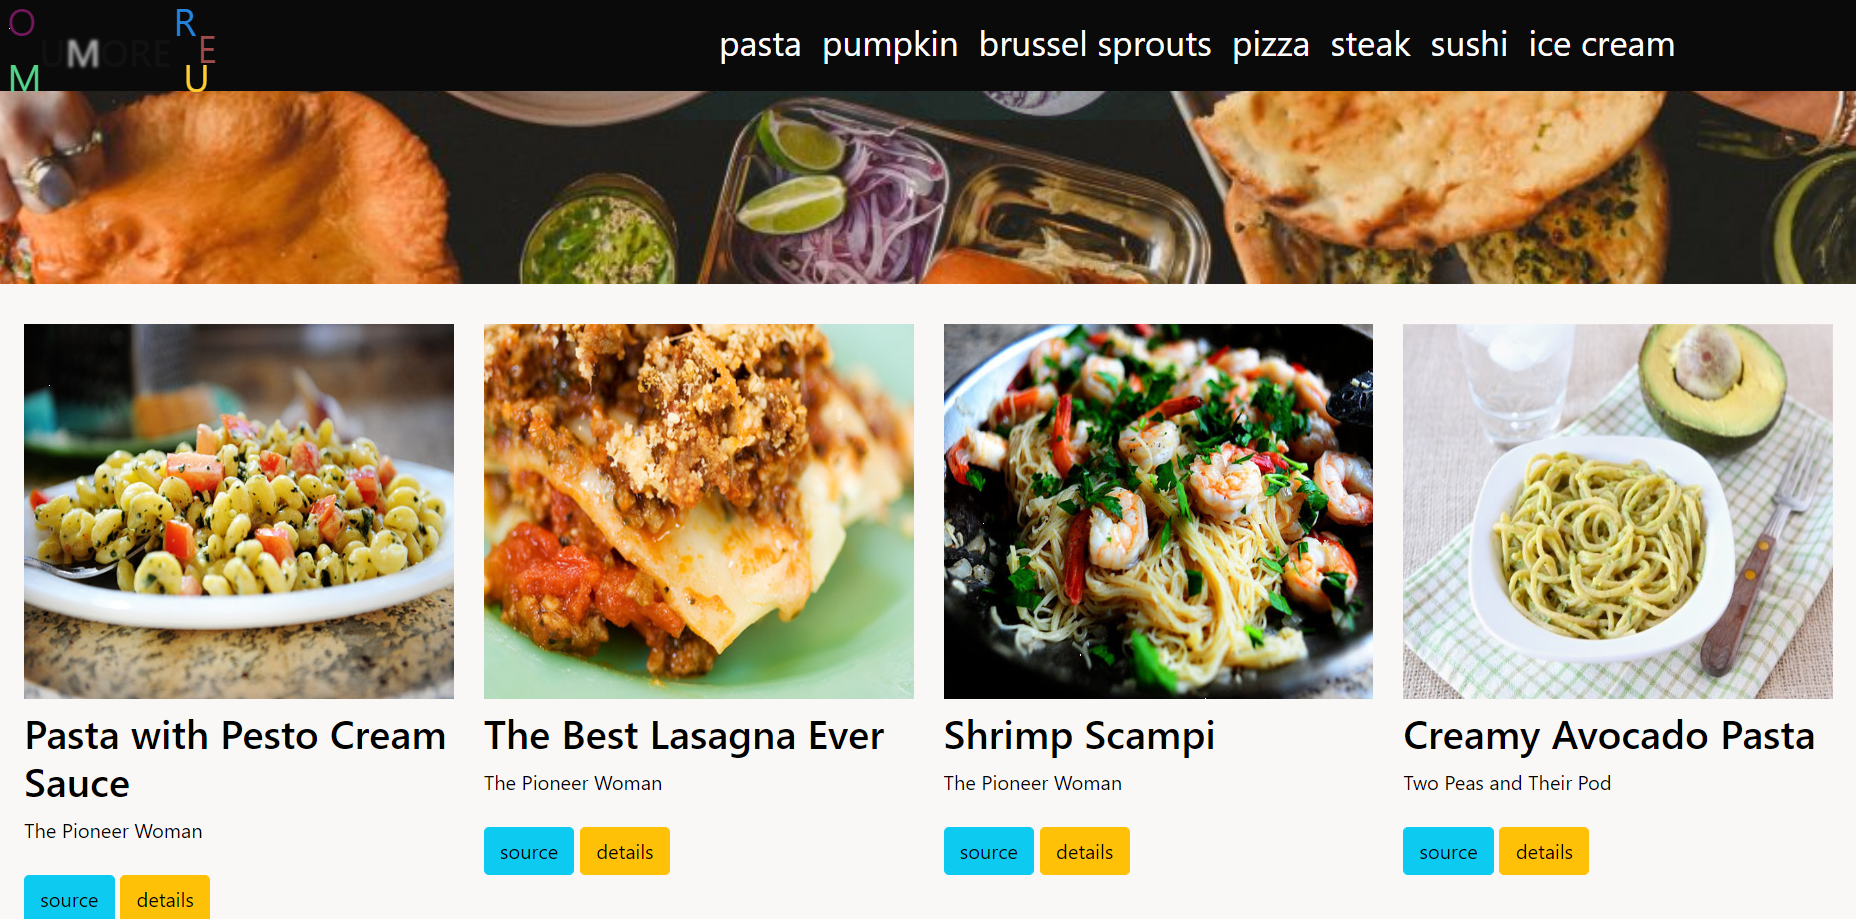 O R
UMORE E
M U
pasta pumpkin brussel sprouts pizza steak sushi ice cream
Pasta with Pesto Cream
Sauce
The Pioneer Woman
source details
The Best Lasagna Ever
The Pioneer Woman
source details
Shrimp Scampi
The Pioneer Woman
source details
Creamy Avocado Pasta
Two Peas and Their Pod
source details